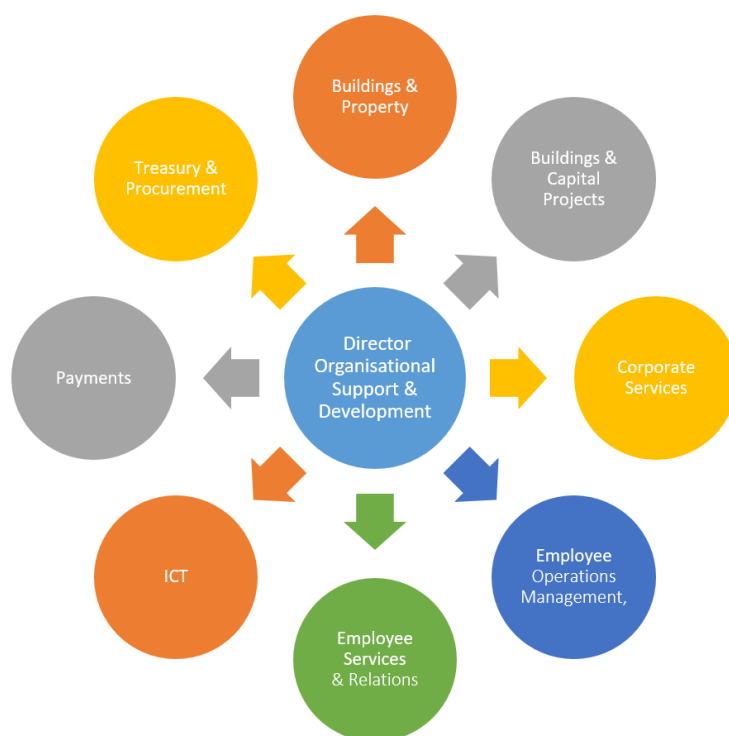 Buildings &
Property
Buildings &
Capital
Projects
Corporate
Services
Employee
Operations
Management,
Employee
Services
& Relations
ICT
Payments
Treasury &
Procurement
Director
Organisational
Support &
Development